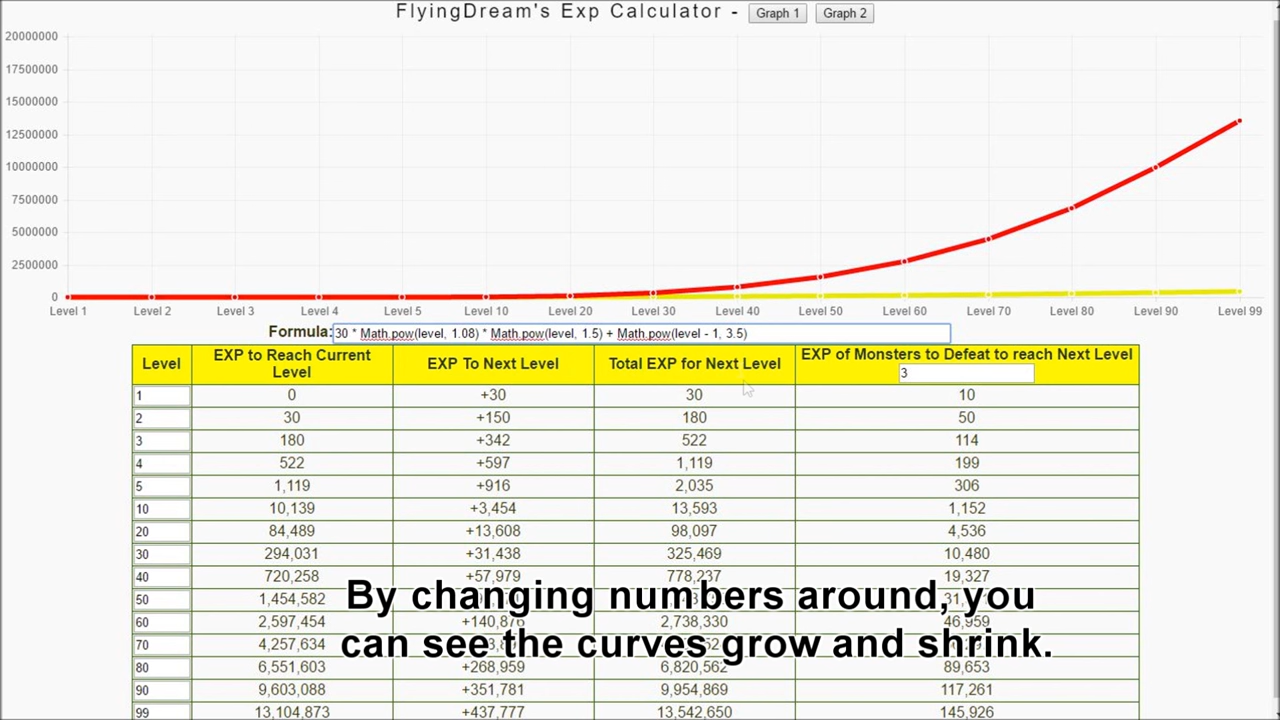 FlyingDream's Exp Calculator - Graph 1 Graph 2
20000000
17500000
15000000
12500000
10000000
7500000
5000000
2500000
0
Level 1 Level 2 Level 3 Level 4 Level 5 Level 10 Level 20 Level 30 Level 40 Level 50 Level 60 Level 70 Level 80 Level 90 Level 99
Formula: 30 * Math.pow(level, 1.08) * Math.pow(level, 1.5) + Math.pow(level - 1, 3.5)
Level EXP to Reach Current Level EXP To Next Level Total EXP for Next Level EXP of Monsters to Defeat to reach Next Level
3
1 0 +30 30 10
2 30 +150 180 50
3 180 +342 522 114
4 522 +597 1,119 199
5 1,119 +916 2,035 306
10 10,139 +3,454 13,593 1,152
20 84,489 +13,608 98,097 4,536
30 294,031 +31,438 325,469 10,480
40 720,258 +57,979 778,237 19,327
50 1,454,582
60 2,597,454 +140,876 2,738,330 46,959
70 4,257,634
80 6,551,603 +268,959 6,820,562 89,653
90 9,603,088 +351,781 9,954,869 117,261
99 13,104,873 +437,777 13,542,650 145,926
By changing numbers around, you
can see the curves grow and shrink.